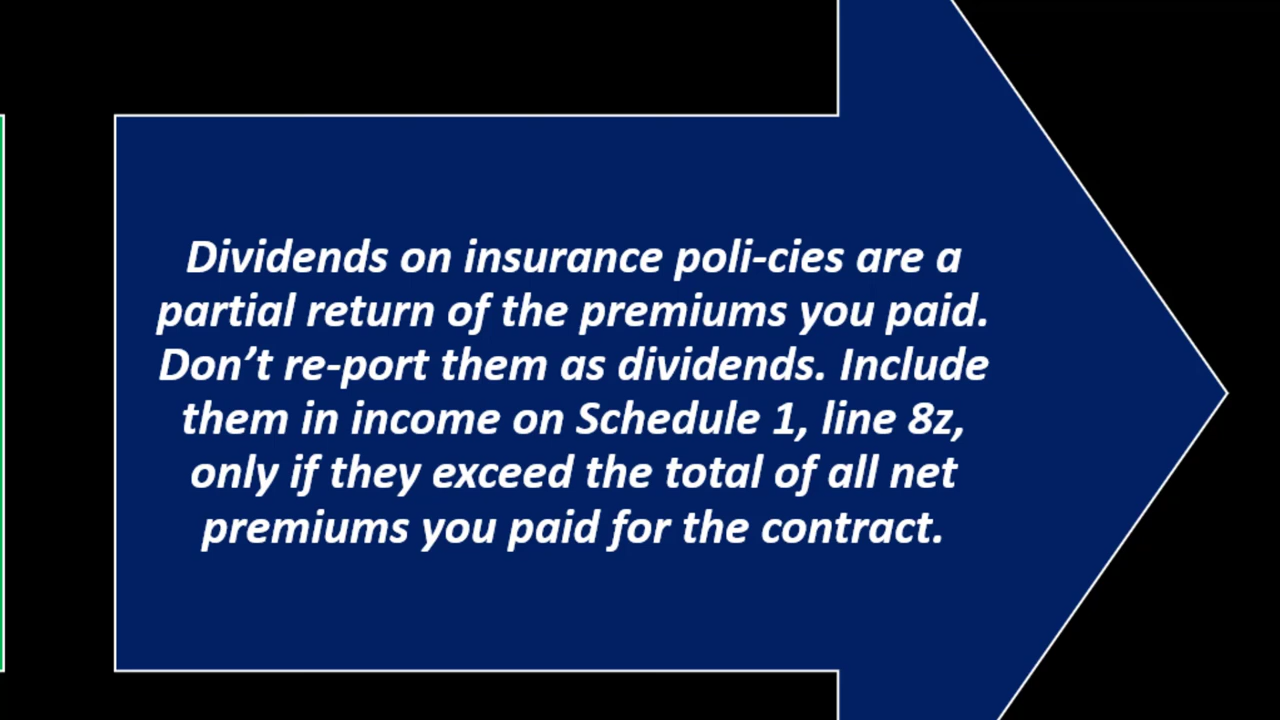 Dividends on insurance poli-cies are a
partial return of the premiums you paid.
Don’t re-port them as dividends. Include
them in income on Schedule 1, line 8z,
only if they exceed the total of all net
premiums you paid for the contract.